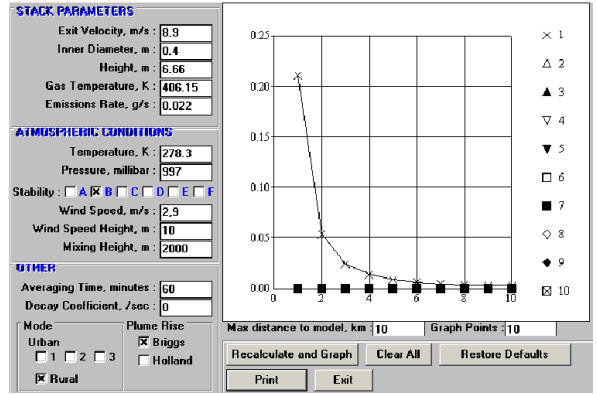 STACK PARAMETERS
Exit Velocity, m/s : 8.9
Inner Diameter, m : 0.4
Height, m : 6.66
Gas Temperature, K : 406.15
Emissions Rate, g/s : 0.022
ATMOSPHERIC CONDITIONS
Temperature, K : 278.3
Pressure, millibar : 997
Stability : A B C D E F
Wind Speed, m/s : 2,9
Wind Speed Height, m : 10
Mixing Height, m : 2000
OTHER
Averaging Time, minutes : 60
Decay Coefficient, /sec : 0
Mode
Urban
1 2 3
Rural
Plume Rise
Briggs
Holland
0.25
0.20
0.15
0.10
0.05
0.00
0 2 4 6 8 10
1
2
3
4
5
6
7
8
9
10
Max distance to model, km : 10 Graph Points : 10
Recalculate and Graph Clear All Restore Defaults
Print Exit